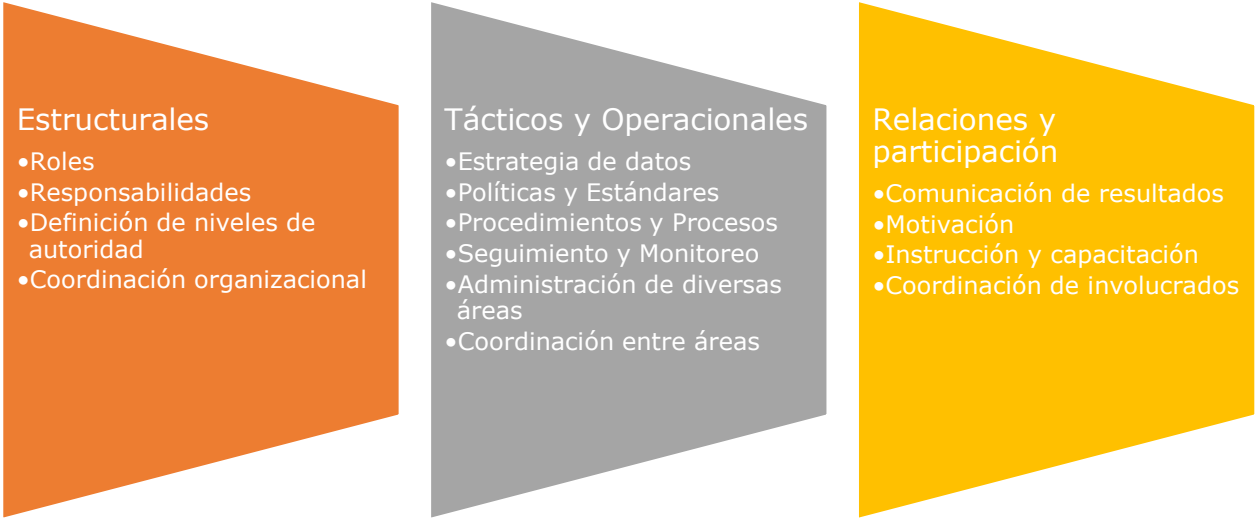 Estructurales
•Roles
•Responsabilidades
•Definición de niveles de
autoridad
•Coordinación organizacional
Tácticos y Operacionales
•Estrategia de datos
•Políticas y Estándares
•Procedimientos y Procesos
•Seguimiento y Monitoreo
•Administración de diversas
áreas
•Coordinación entre áreas
Relaciones y
participación
•Comunicación de resultados
•Motivación
•Instrucción y capacitación
•Coordinación de involucrados